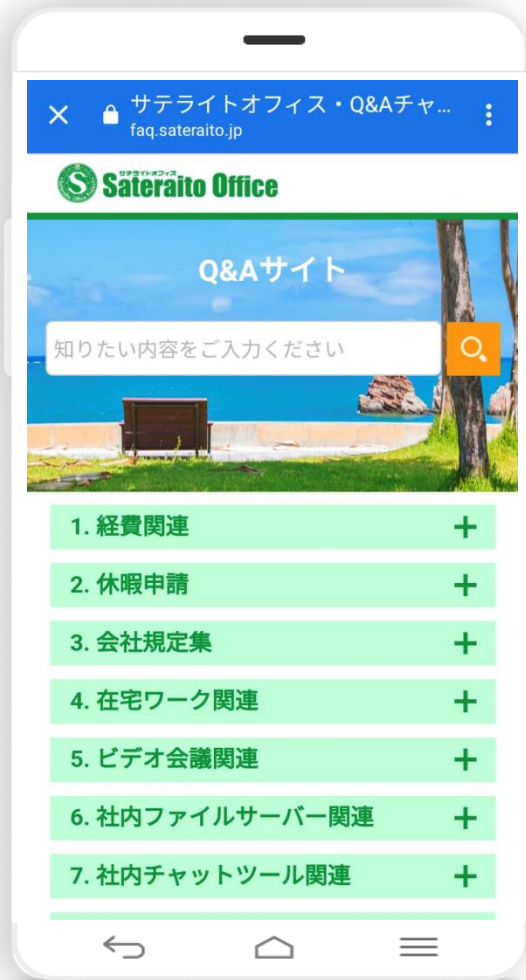 サテライトオフィス・Q&Aチャ...
faq.sateraito.jp
サテライトオフィス
Sateraito Office
Q&Aサイト
知りたい内容をご入力ください
1. 経費関連
2. 休暇申請
3. 会社規定集
4. 在宅ワーク関連
5. ビデオ会議関連
6. 社内ファイルサーバー関連
7. 社内チャットツール関連